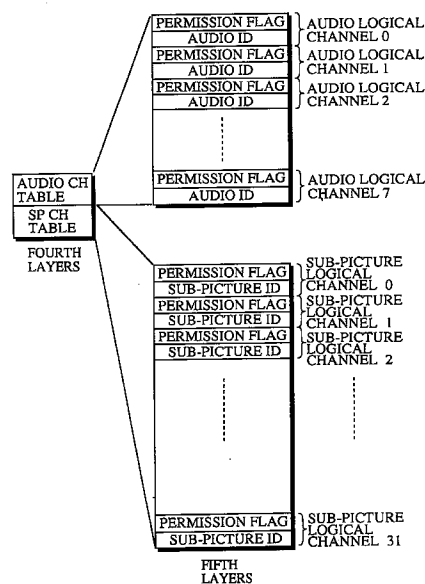 PERMISSION FLAG
AUDIO ID
AUDIO LOGICAL
CHANNEL 0
PERMISSION FLAG
AUDIO ID
AUDIO LOGICAL
CHANNEL 1
PERMISSION FLAG
AUDIO ID
AUDIO LOGICAL
CHANNEL 2
PERMISSION FLAG
AUDIO ID
AUDIO LOGICAL
CHANNEL 7
AUDIO CH
TABLE
SP CH
TABLE
FOURTH
LAYERS
PERMISSION FLAG
SUB-PICTURE ID
SUB-PICTURE
LOGICAL
CHANNEL 0
PERMISSION FLAG
SUB-PICTURE ID
SUB-PICTURE
LOGICAL
CHANNEL 1
PERMISSION FLAG
SUB-PICTURE ID
SUB-PICTURE
LOGICAL
CHANNEL 2
PERMISSION FLAG
SUB-PICTURE ID
SUB-PICTURE
LOGICAL
CHANNEL 31
FIFTH
LAYERS